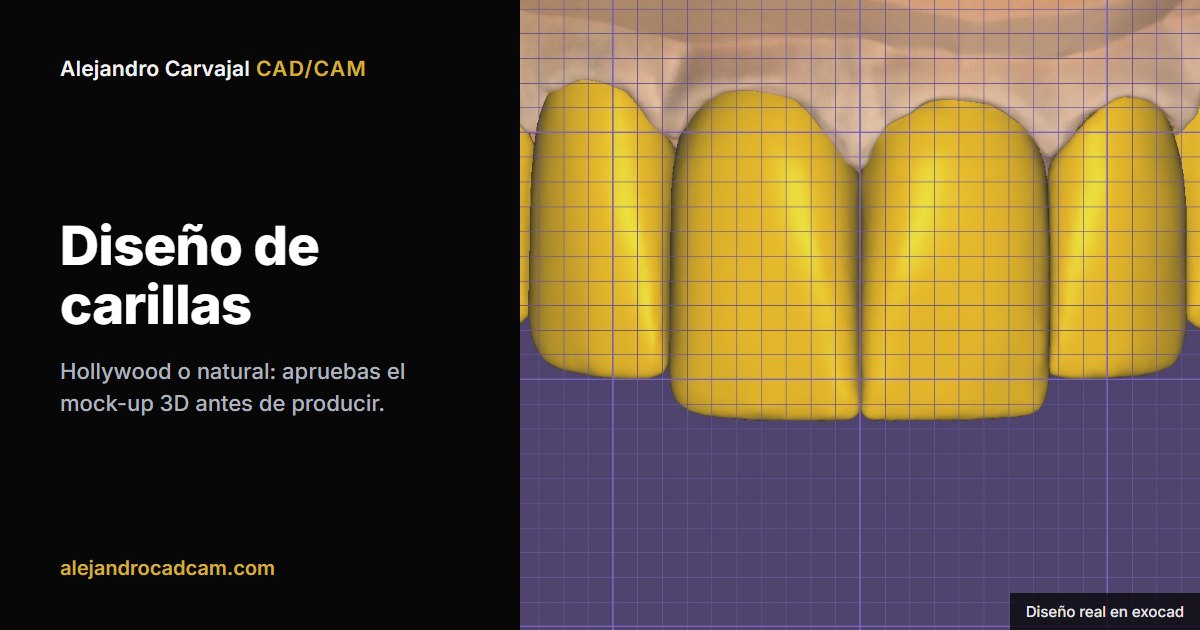 Alejandro Carvajal CAD/CAM
Diseño de
carillas
Hollywood o natural: apruebas el
mock-up 3D antes de producir.
alejandrocadcam.com
Diseño real en exocad